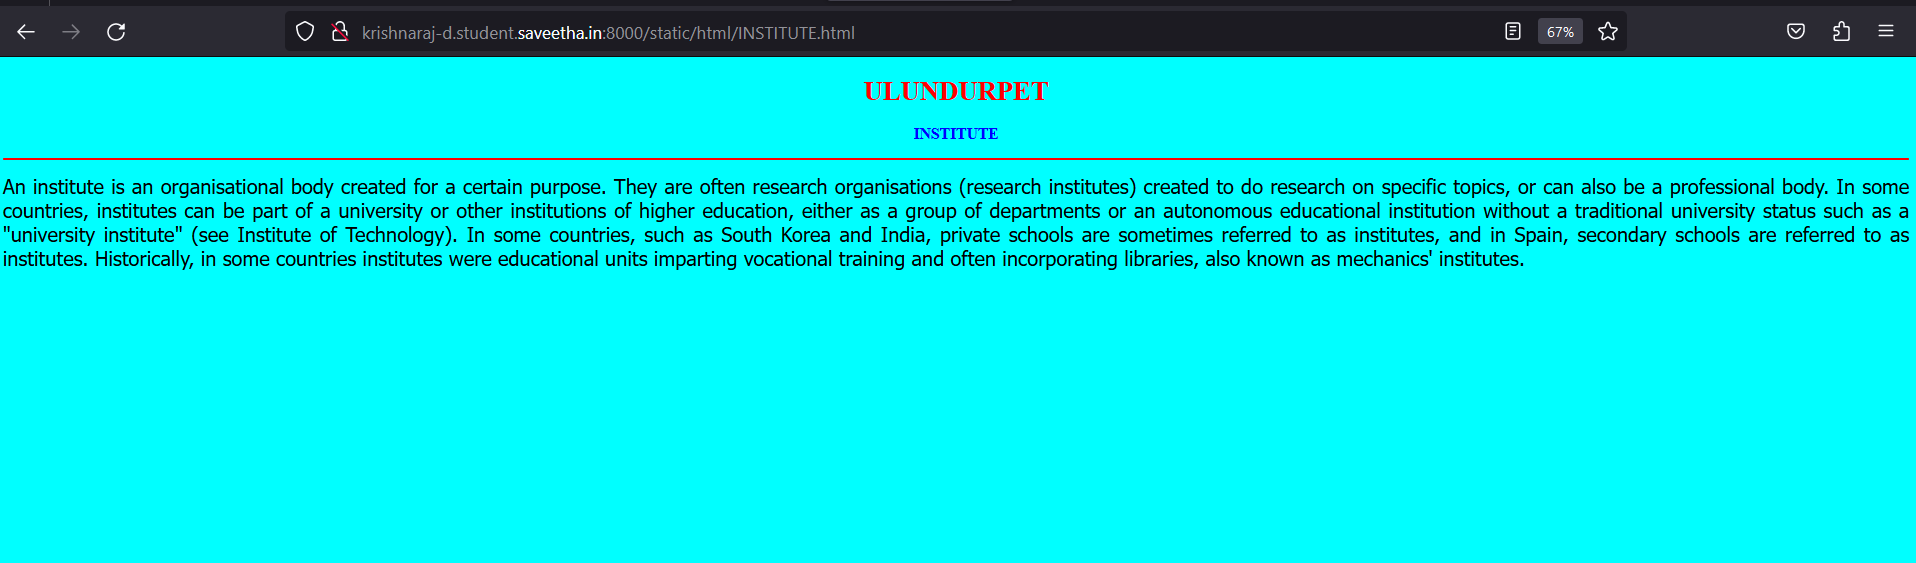 krishnaraj-d.student.saveetha.in:8000/static/html/INSTITUTE.html
67%
ULUNDURPET
INSTITUTE
An institute is an organisational body created for a certain purpose. They are often research organisations (research institutes) created to do research on specific topics, or can also be a professional body. In some
countries, institutes can be part of a university or other institutions of higher education, either as a group of departments or an autonomous educational institution without a traditional university status such as a
"university institute" (see Institute of Technology). In some countries, such as South Korea and India, private schools are sometimes referred to as institutes, and in Spain, secondary schools are referred to as
institutes. Historically, in some countries institutes were educational units imparting vocational training and often incorporating libraries, also known as mechanics' institutes.